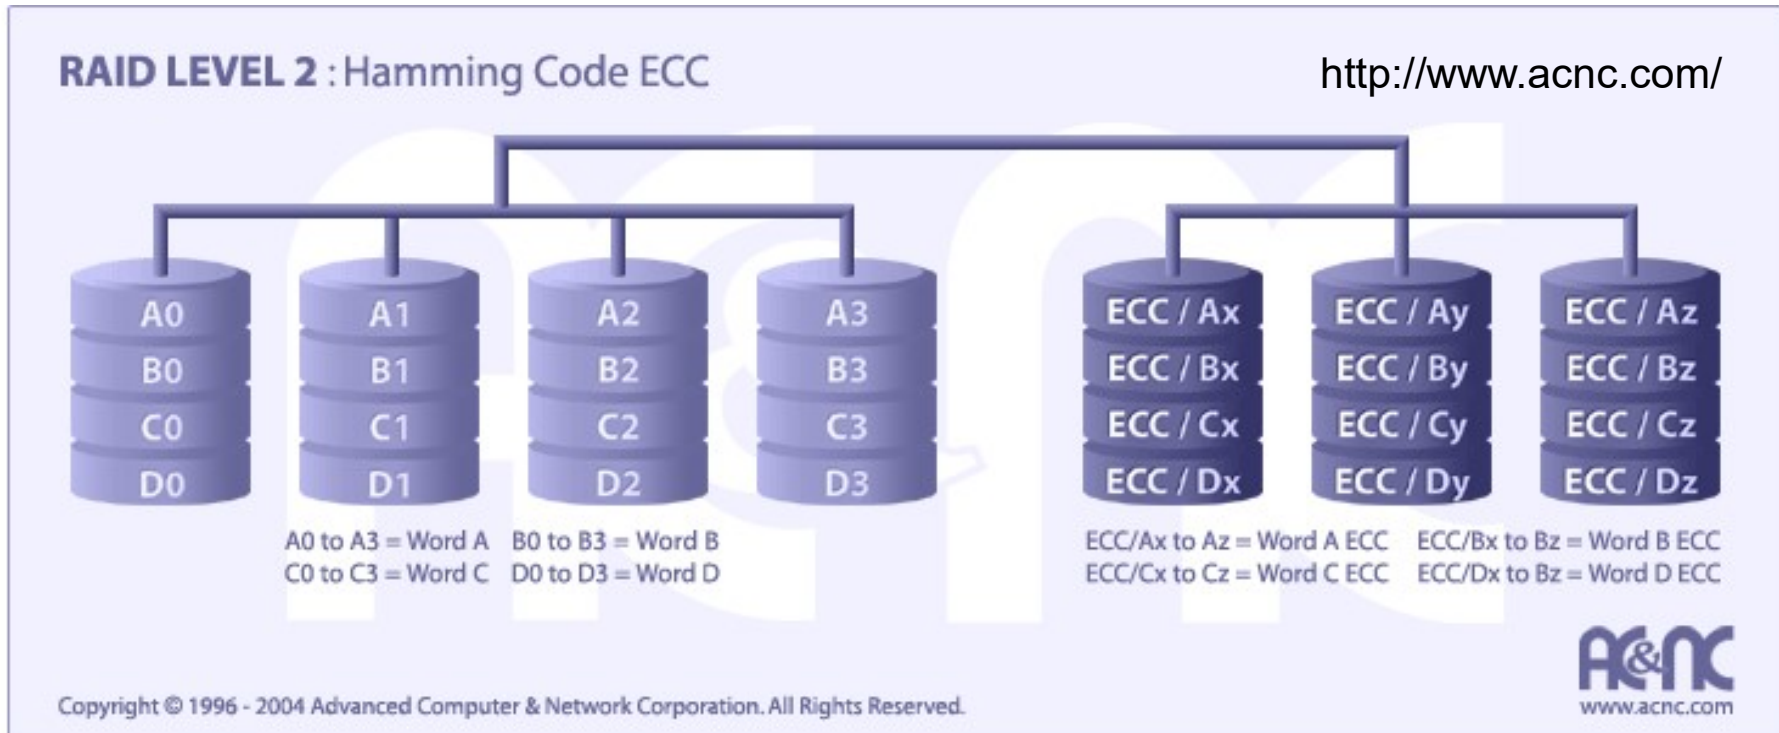 RAID LEVEL 2 : Hamming Code ECC
http://www.acnc.com/
A0 A1 A2 A3 ECC / Ax ECC / Ay ECC / Az
B0 B1 B2 B3 ECC / Bx ECC / By ECC / Bz
C0 C1 C2 C3 ECC / Cx ECC / Cy ECC / Cz
D0 D1 D2 D3 ECC / Dx ECC / Dy ECC / Dz
A0 to A3 = Word A B0 to B3 = Word B
C0 to C3 = Word C D0 to D3 = Word D
ECC/Ax to Az = Word A ECC ECC/Bx to Bz = Word B ECC
ECC/Cx to Cz = Word C ECC ECC/Dx to Bz = Word D ECC
AC&NC
www.acnc.com
Copyright © 1996 - 2004 Advanced Computer & Network Corporation. All Rights Reserved.